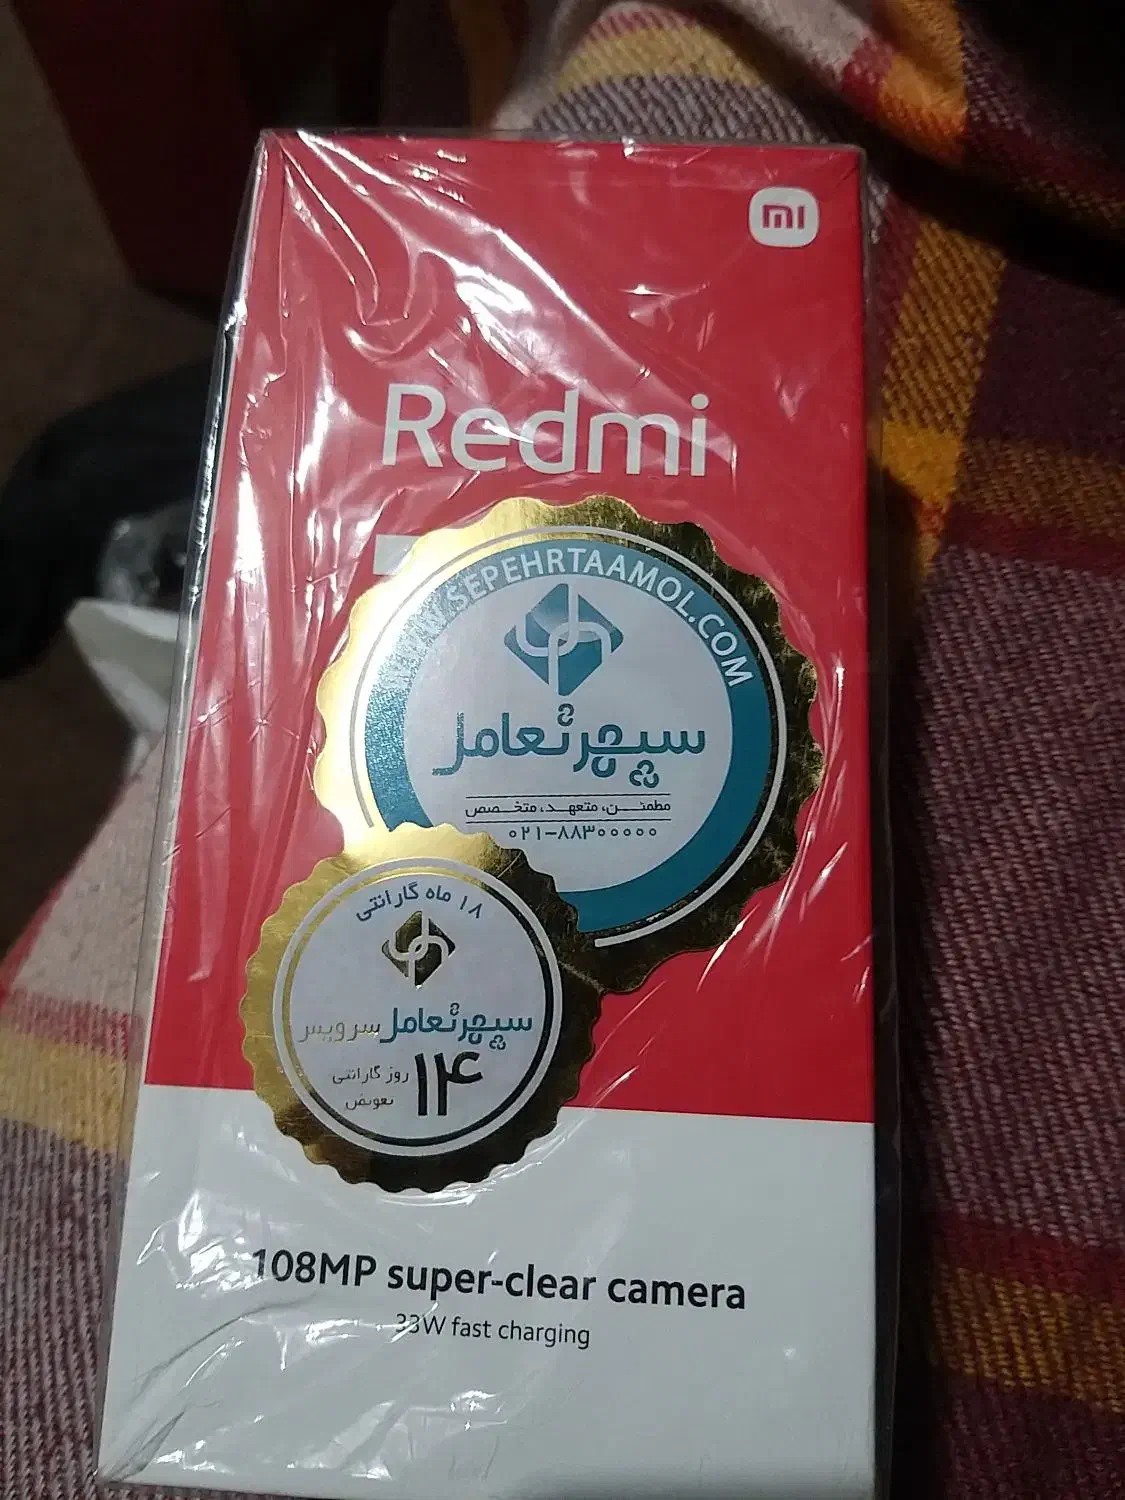 mi
Redmi
WWW.SEPEHRTAAMOL.COM
سپهرتعامل
مطمئن، متعهد، متخصص
۰۲۱-۸۸۳۰۰۰۰۰
۱۸ ماه گارانتی
سپهرتعامل سرویس
۱۴ روز گارانتی
تعویض
108MP super-clear camera
33W fast charging